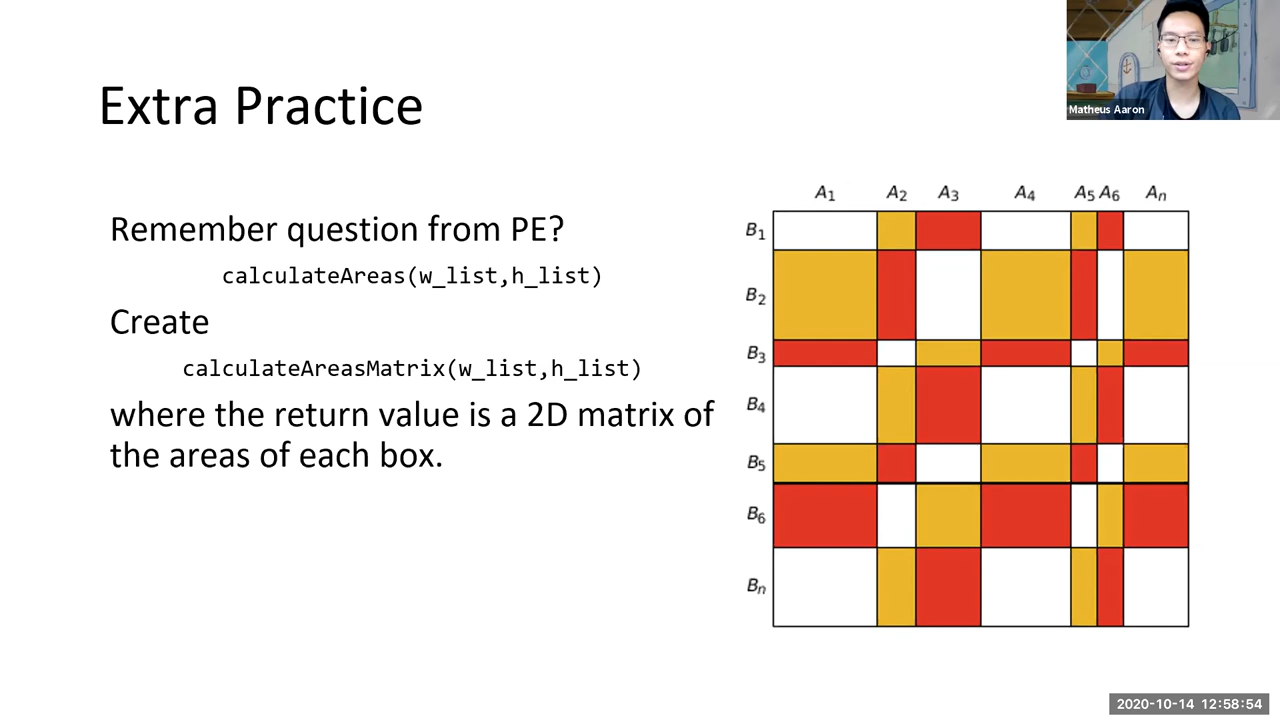 Extra Practice
Matheus Aaron
Remember question from PE?
calculateAreas(w_list,h_list)
Create
calculateAreasMatrix(w_list,h_list)
where the return value is a 2D matrix of
the areas of each box.
A₁ A₂ A₃ A₄ A₅ A₆ Aₙ
B₁
B₂
B₃
B₄
B₅
B₆
Bₙ
2020-10-14 12:58:54